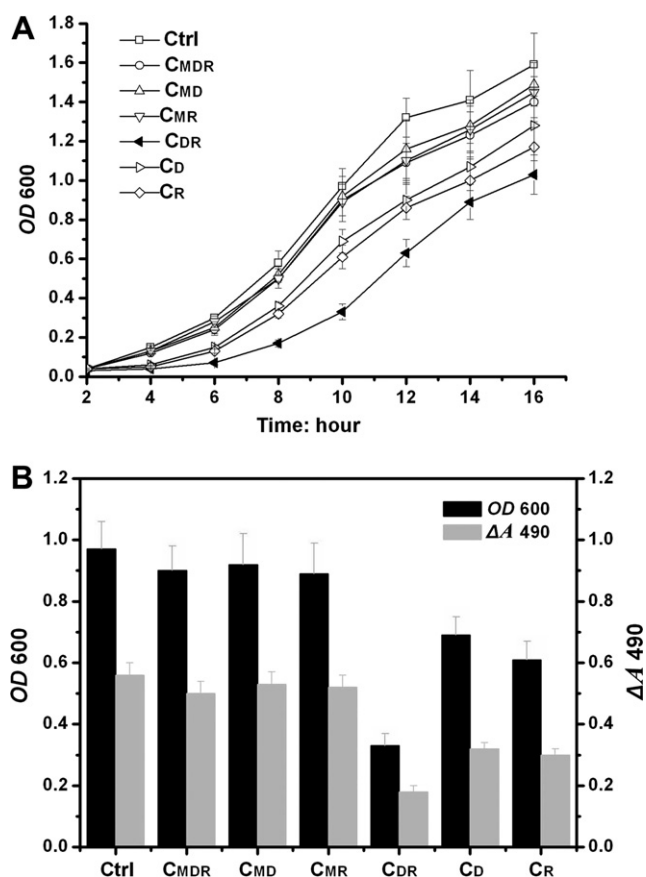 A
OD 600
1.8
1.6
1.4
1.2
1.0
0.8
0.6
0.4
0.2
0.0
Ctrl
CMDR
CMD
CMR
CDR
CD
CR
2 4 6 8 10 12 14 16
Time: hour
B
OD 600
1.2
1.0
0.8
0.6
0.4
0.2
0.0
OD 600
ΔA 490
1.2
1.0
0.8
0.6
0.4
0.2
0.0
ΔA 490
Ctrl CMDR CMD CMR CDR CD CR